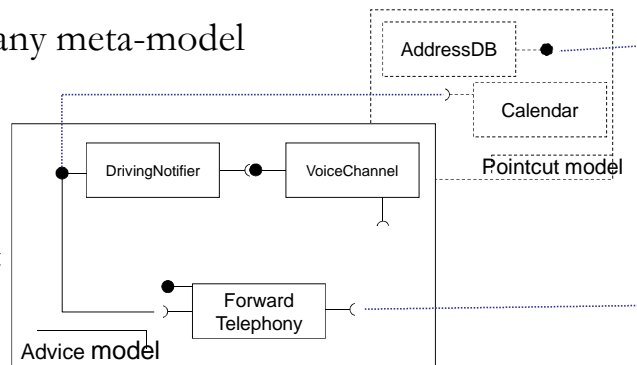 any meta-model
AddressDB
Calendar
Pointcut model
DrivingNotifier
VoiceChannel
Forward
Telephony
Advice model